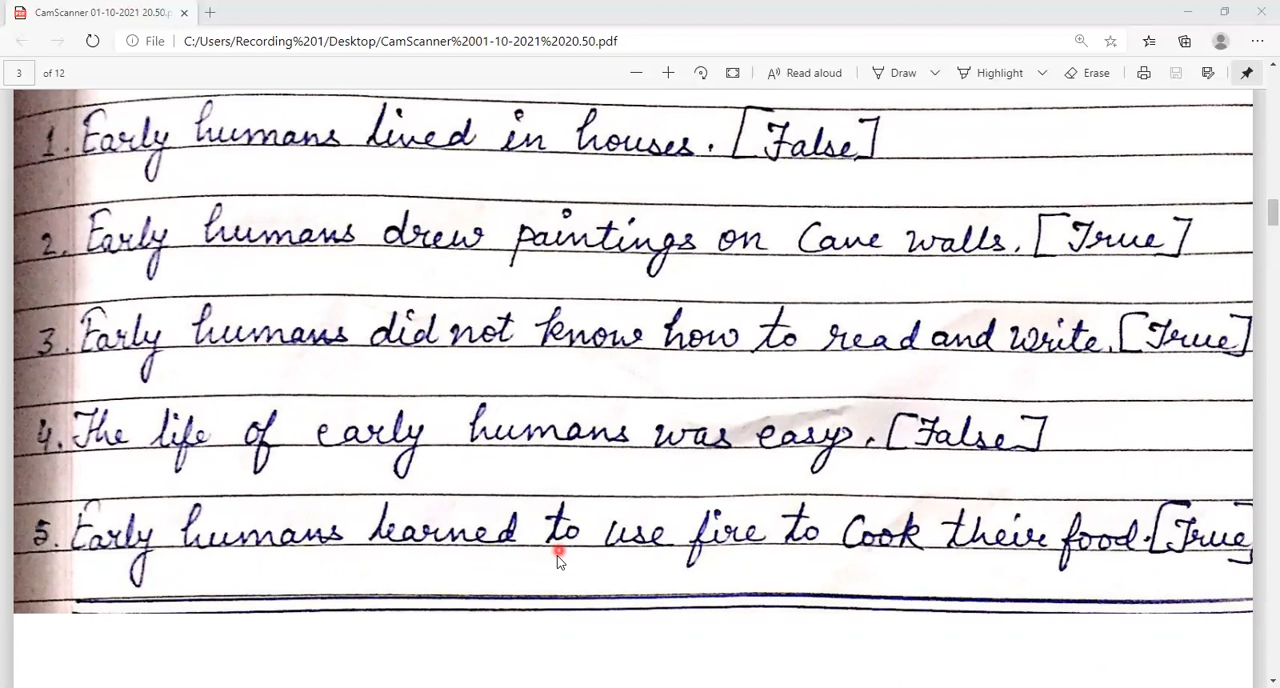 CamScanner 01-10-2021 20.50.p
File C:/Users/Recording%201/Desktop/CamScanner%2001-10-2021%2020.50.pdf
3 of 12 Read aloud Draw Highlight Erase
1. Early humans lived in houses. [False]
2. Early humans drew paintings on Cave walls. [True]
3. Early humans did not know how to read and write. [True]
4. The life of early humans was easy. [False]
5. Early humans learned to use fire to Cook their food. [True]